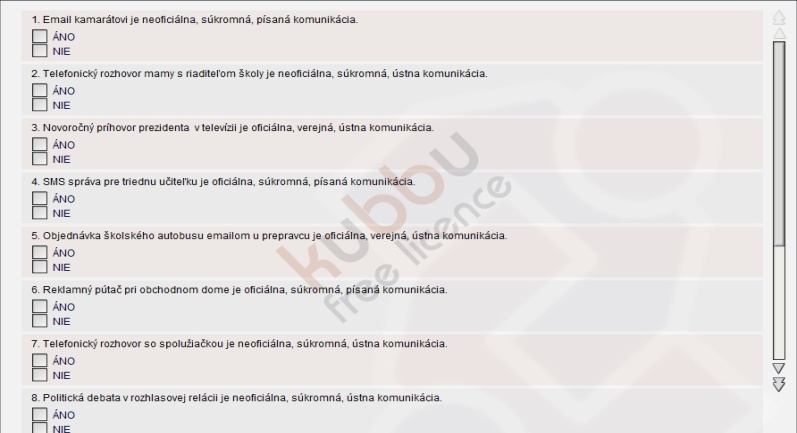 1. Email kamarátovi je neoficiálna, súkromná, písaná komunikácia.
ÁNO
NIE
2. Telefonický rozhovor mamy s riaditeľom školy je neoficiálna, súkromná, ústna komunikácia.
ÁNO
NIE
3. Novoročný príhovor prezidenta v televízii je oficiálna, verejná, ústna komunikácia.
ÁNO
NIE
4. SMS správa pre triednu učiteľku je oficiálna, súkromná, písaná komunikácia.
ÁNO
NIE
5. Objednávka školského autobusu emailom u prepravcu je oficiálna, verejná, ústna komunikácia.
ÁNO
NIE
6. Reklamný pútač pri obchodnom dome je oficiálna, súkromná, písaná komunikácia.
ÁNO
NIE
7. Telefonický rozhovor so spolužiačkou je neoficiálna, súkromná, ústna komunikácia.
ÁNO
NIE
8. Politická debata v rozhlasovej relácii je neoficiálna, súkromná, ústna komunikácia.
ÁNO
NIE
kubbu
free licence